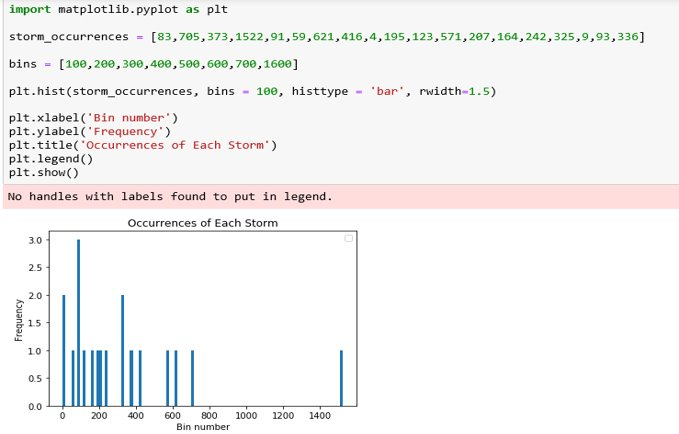 import matplotlib.pyplot as plt
storm_occurrences = [83,705,373,1522,91,59,621,416,4,195,123,571,207,164,242,325,9,93,336]
bins = [100,200,300,400,500,600,700,1600]
plt.hist(storm_occurrences, bins = 100, histtype = 'bar', rwidth=1.5)
plt.xlabel('Bin number')
plt.ylabel('Frequency')
plt.title('Occurrences of Each Storm')
plt.legend()
plt.show()
No handles with labels found to put in legend.
Occurrences of Each Storm
3.0
2.5
2.0
1.5
1.0
0.5
0.0
Frequency
0 200 400 600 800 1000 1200 1400
Bin number